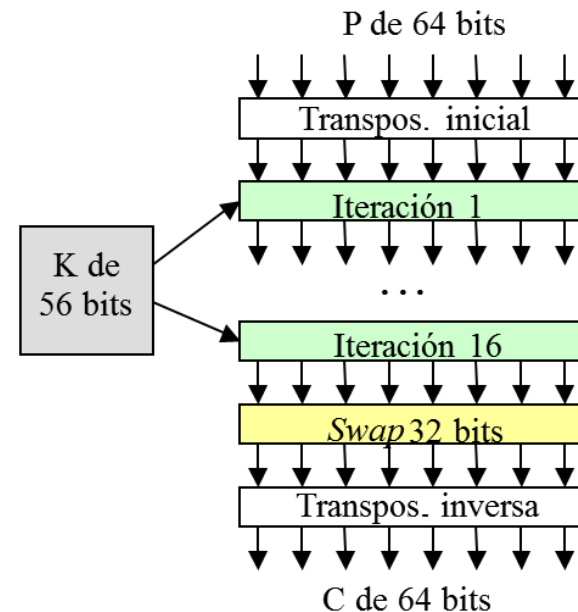 P de 64 bits
Transpos. inicial
Iteración 1
K de
56 bits
...
Iteración 16
Swap 32 bits
Transpos. inversa
C de 64 bits